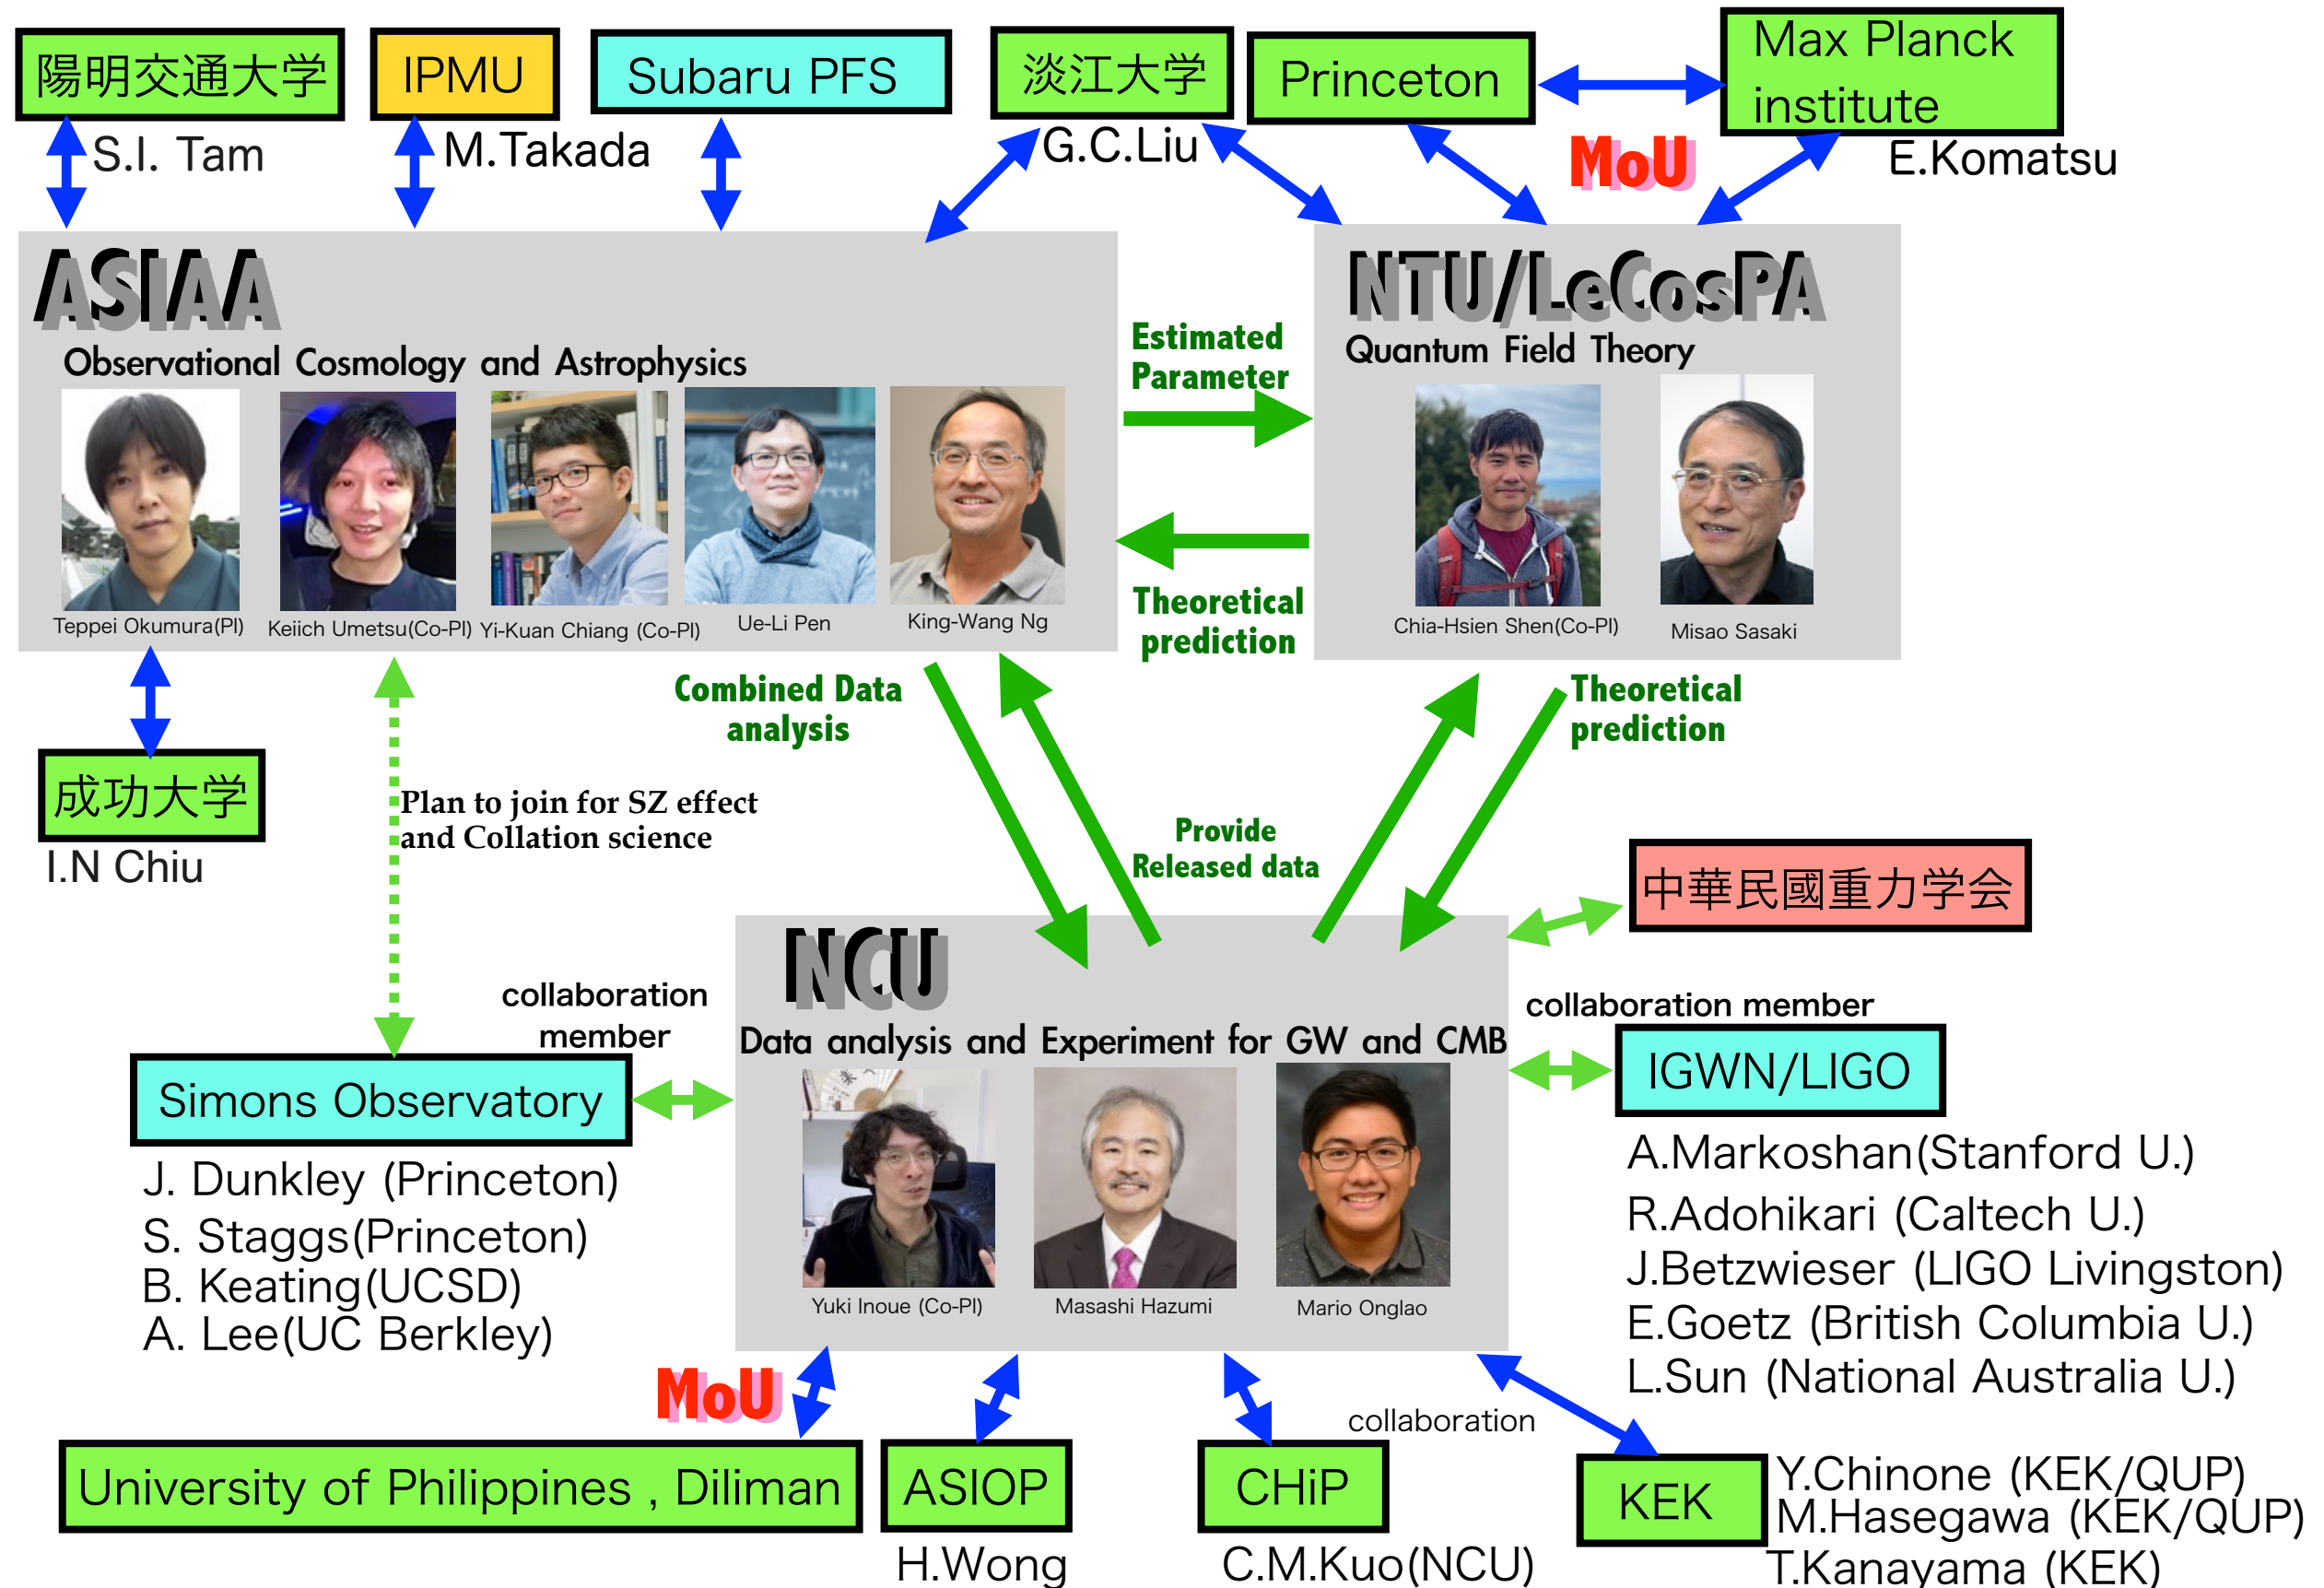 陽明交通大学
IPMU
Subaru PFS
淡江大学
Princeton
Max Planck
institute
S.I. Tam
M.Takada
G.C.Liu
MoU
E.Komatsu
ASIAA
Observational Cosmology and Astrophysics
Teppei Okumura(PI)
Keiich Umetsu(Co-PI)
Yi-Kuan Chiang (Co-PI)
Ue-Li Pen
King-Wang Ng
Estimated
Parameter
Theoretical
prediction
NTU/LeCosPA
Quantum Field Theory
Chia-Hsien Shen(Co-PI)
Misao Sasaki
Combined Data
analysis
Theoretical
prediction
成功大学
I.N Chiu
Plan to join for SZ effect
and Collation science
Provide
Released data
中華民國重力学会
NCU
Data analysis and Experiment for GW and CMB
Yuki Inoue (Co-PI)
Masashi Hazumi
Mario Onglao
collaboration
member
Simons Observatory
J. Dunkley (Princeton)
S. Staggs(Princeton)
B. Keating(UCSD)
A. Lee(UC Berkley)
collaboration member
IGWN/LIGO
A.Markoshan(Stanford U.)
R.Adohikari (Caltech U.)
J.Betzwieser (LIGO Livingston)
E.Goetz (British Columbia U.)
L.Sun (National Australia U.)
MoU
collaboration
University of Philippines , Diliman
ASIOP
H.Wong
CHiP
C.M.Kuo(NCU)
KEK
Y.Chinone (KEK/QUP)
M.Hasegawa (KEK/QUP)
T.Kanayama (KEK)